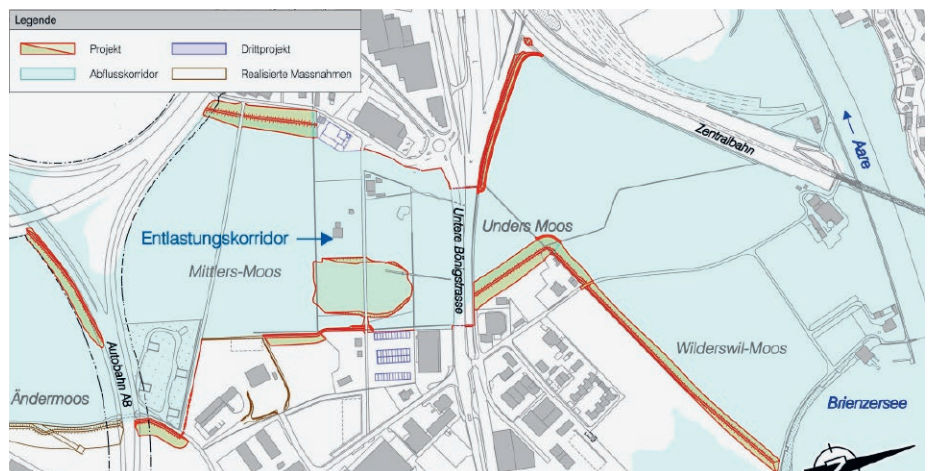 Legende
Projekt
Drittprojekt
Abflusskorridor
Realisierte Massnahmen
Zentralbahn
Aare
Untere Bönigstrasse
Unders Moos
Entlastungskorridor
Mittlers-Moos
Wilderswil-Moos
Autobahn A8
Ändermoos
Brienzersee